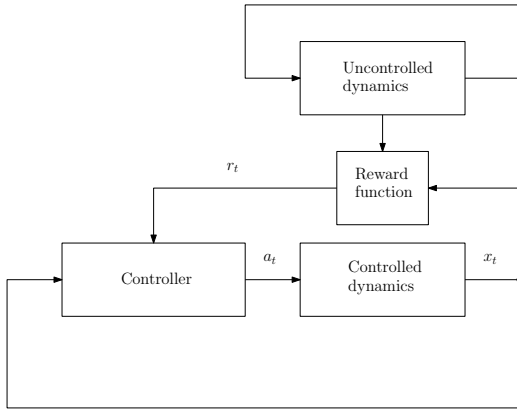 Uncontrolled
dynamics
Reward
function
r_t
Controller
a_t
Controlled
dynamics
x_t